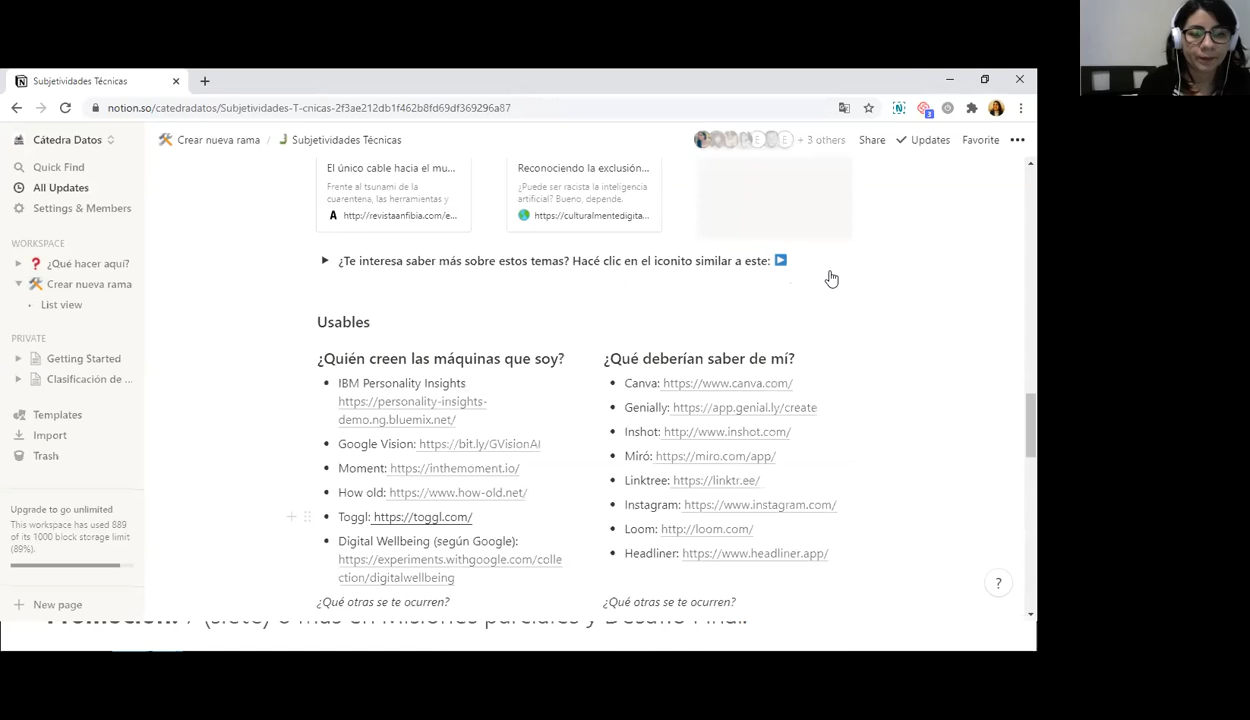 Subjetividades Técnicas
notion.so/catedradatos/Subjetividades-T-cnicas-2f3ae212db1f462b8fd69df369296a87
3
Cátedra Datos
Crear nueva rama / Subjetividades Técnicas
E
E
+ 3 others
Share
Updates
Favorite
Quick Find
All Updates
Settings & Members
WORKSPACE
¿Qué hacer aquí?
Crear nueva rama
List view
PRIVATE
Getting Started
Clasificación de ...
Templates
Import
Trash
Upgrade to go unlimited
This workspace has used 889
of its 1000 block storage limit
(89%).
New page
El único cable hacia el mu...
Frente al tsunami de la
cuarentena, las herramientas y
http://revistaanfibia.com/e...
Reconociendo la exclusión...
¿Puede ser racista la inteligencia
artificial? Bueno, depende.
https://culturalmentedigita...
¿Te interesa saber más sobre estos temas? Hacé clic en el iconito similar a este:
Usables
¿Quién creen las máquinas que soy?
IBM Personality Insights
https://personality-insights-
demo.ng.bluemix.net/
Google Vision: https://bit.ly/GVisionAI
Moment: https://inthemoment.io/
How old: https://www.how-old.net/
Toggl: https://toggl.com/
Digital Wellbeing (según Google):
https://experiments.withgoogle.com/colle
ction/digitalwellbeing
¿Qué otras se te ocurren?
¿Qué deberían saber de mí?
Canva: https://www.canva.com/
Genially: https://app.genial.ly/create
Inshot: http://www.inshot.com/
Miró: https://miro.com/app/
Linktree: https://linktr.ee/
Instagram: https://www.instagram.com/
Loom: http://loom.com/
Headliner: https://www.headliner.app/
¿Qué otras se te ocurren?
?